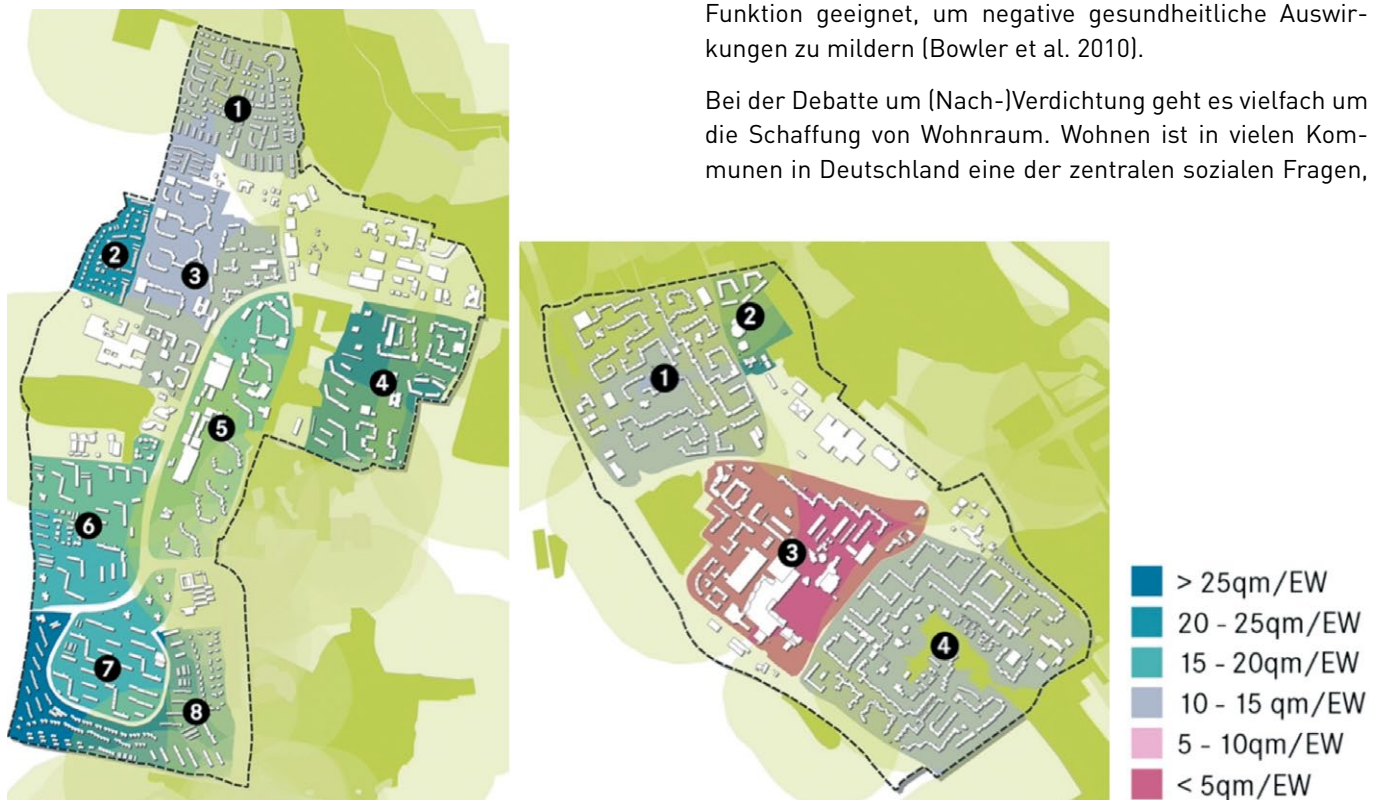 Funktion geeignet, um negative gesundheitliche Auswir-
kungen zu mildern (Bowler et al. 2010).
Bei der Debatte um (Nach-)Verdichtung geht es vielfach um
die Schaffung von Wohnraum. Wohnen ist in vielen Kom-
munen in Deutschland eine der zentralen sozialen Fragen,
1
2
3
4
5
6
7
8
1
2
3
4
> 25qm/EW
20 - 25qm/EW
15 - 20qm/EW
10 - 15 qm/EW
5 - 10qm/EW
< 5qm/EW